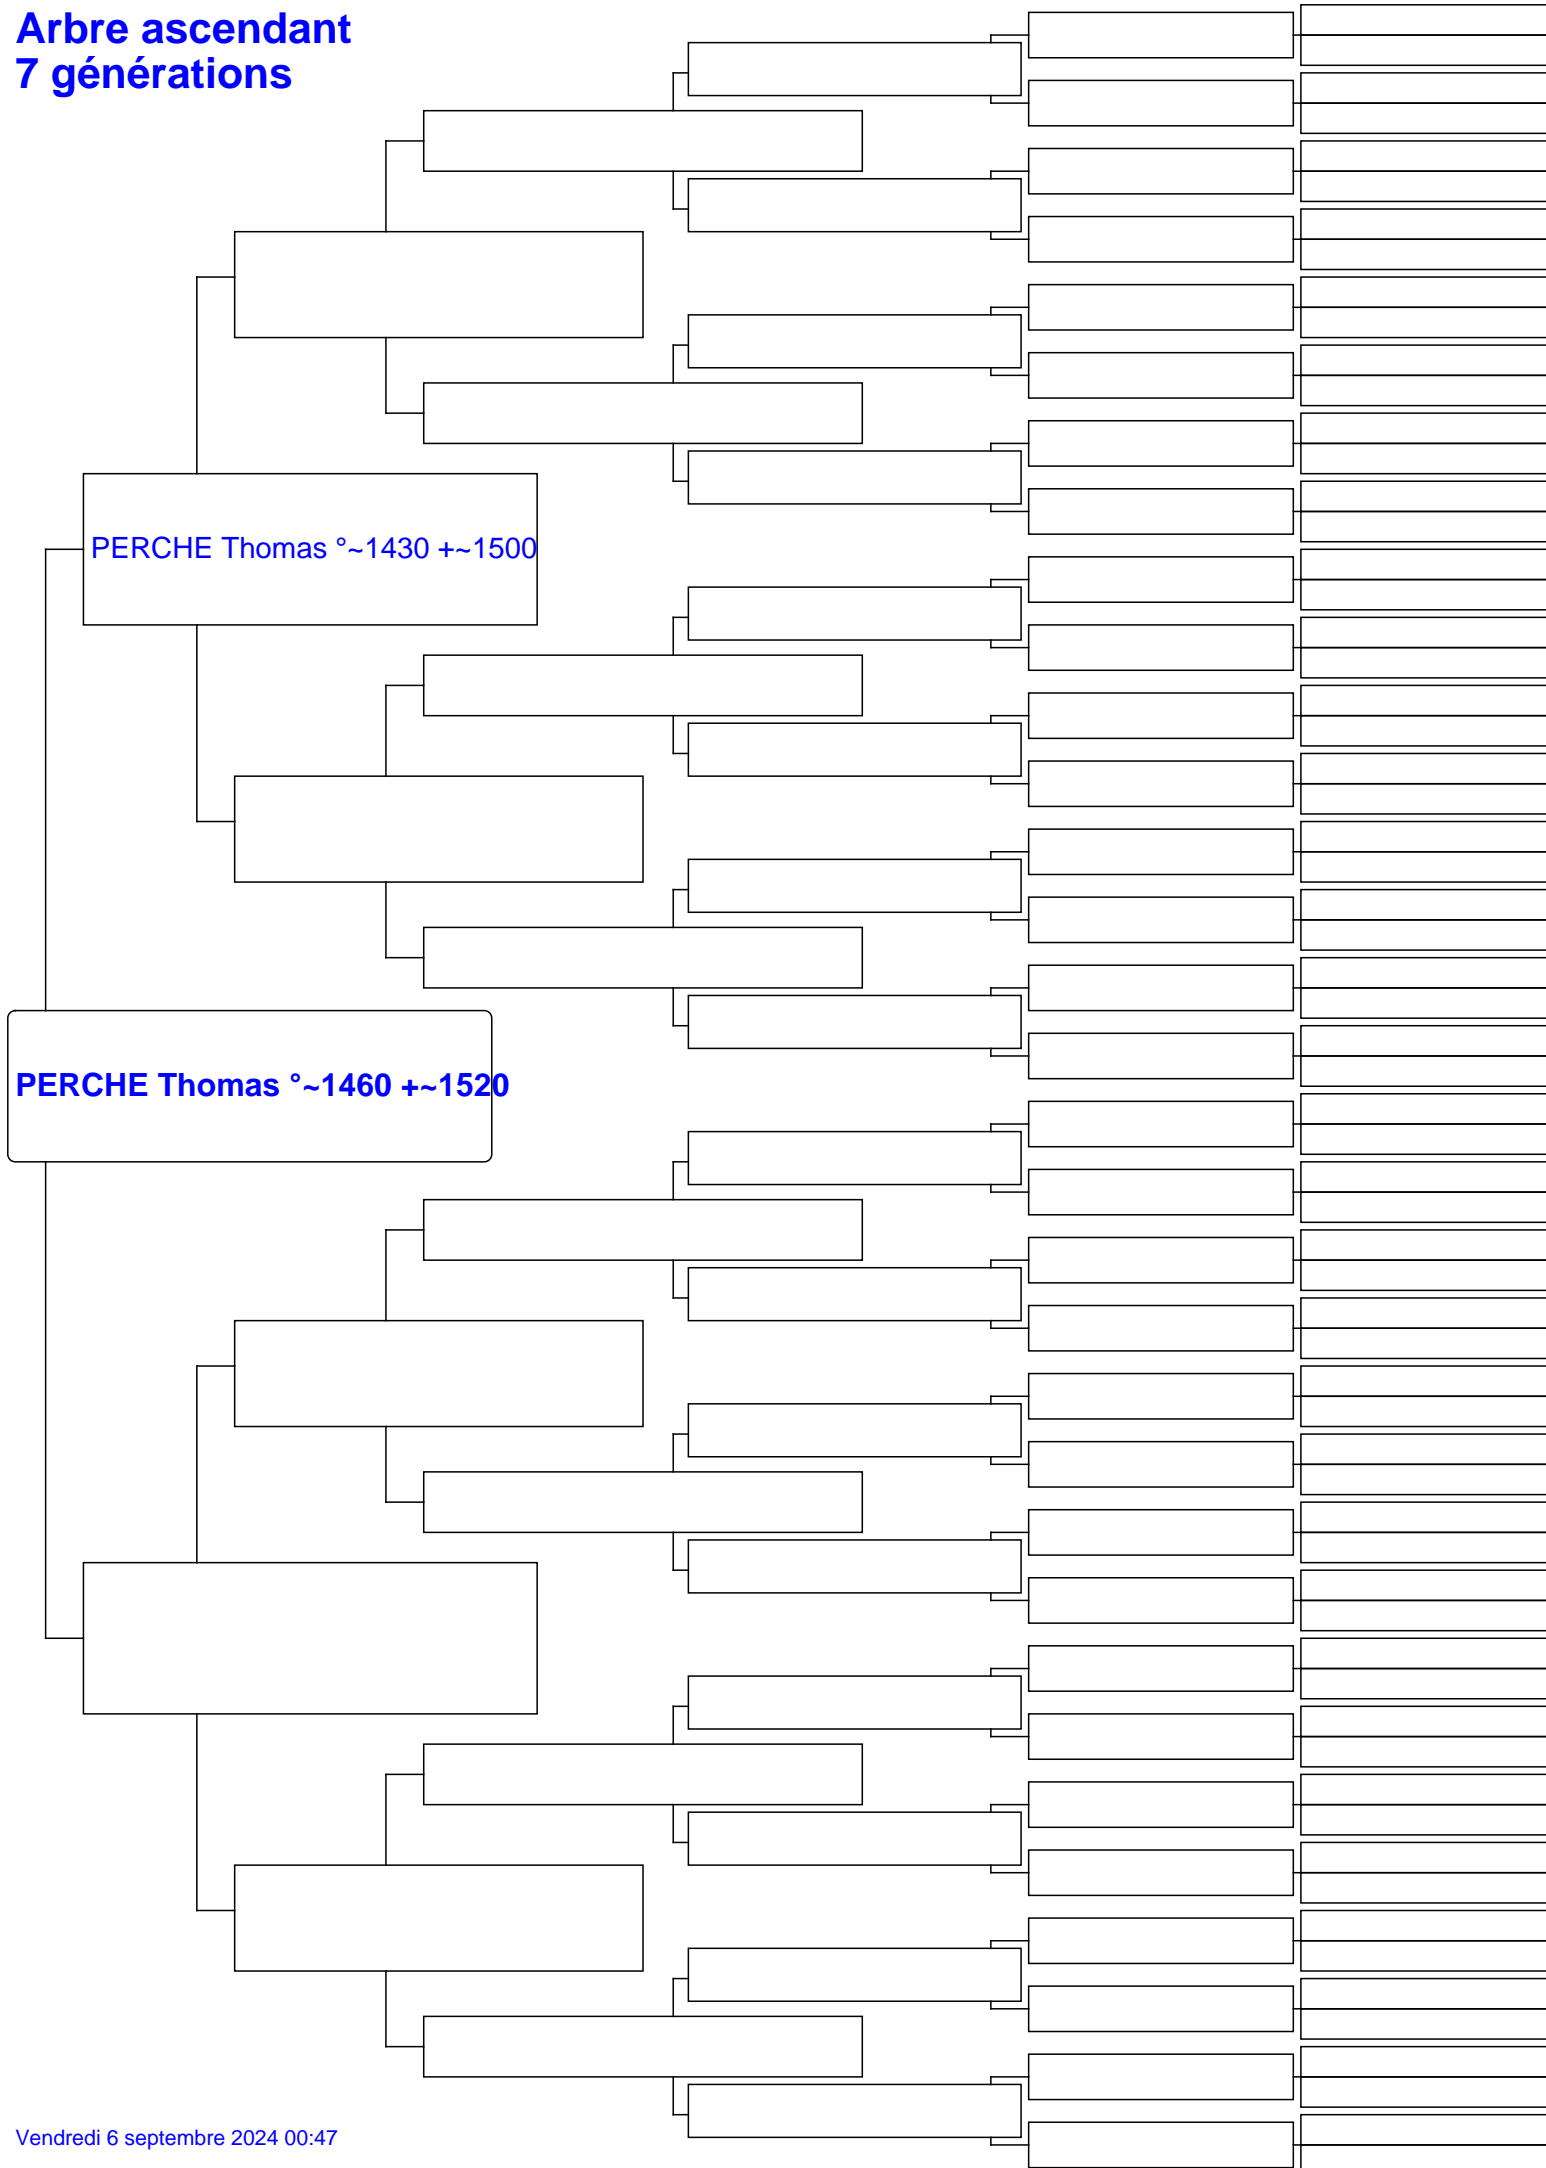 Arbre ascendant
7 générations
PERCHE Thomas °~1430 +~1500
PERCHE Thomas °~1460 +~1520
Vendredi 6 septembre 2024 00:47